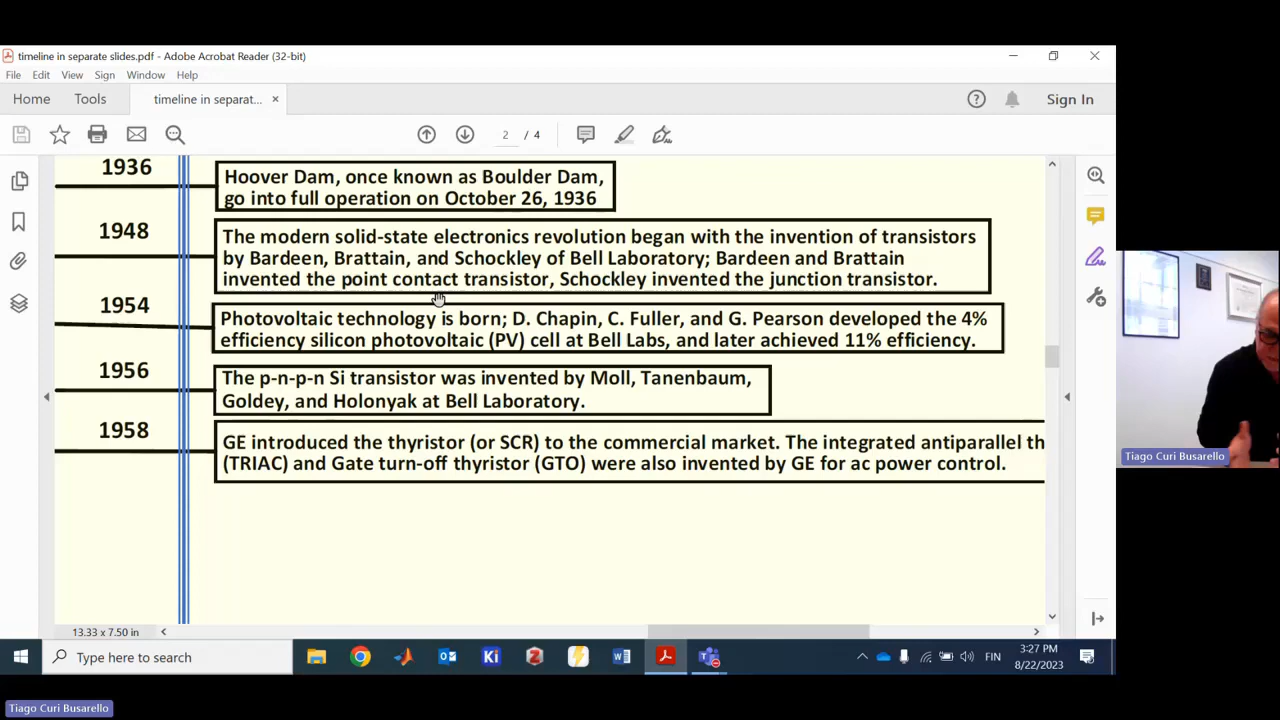 timeline in separate slides.pdf - Adobe Acrobat Reader (32-bit)
File Edit View Sign Window Help
Home Tools timeline in separat... × Sign In
2 / 4
1936
Hoover Dam, once known as Boulder Dam,
go into full operation on October 26, 1936
1948
The modern solid-state electronics revolution began with the invention of transistors
by Bardeen, Brattain, and Schockley of Bell Laboratory; Bardeen and Brattain
invented the point contact transistor, Schockley invented the junction transistor.
1954
Photovoltaic technology is born; D. Chapin, C. Fuller, and G. Pearson developed the 4%
efficiency silicon photovoltaic (PV) cell at Bell Labs, and later achieved 11% efficiency.
1956
The p-n-p-n Si transistor was invented by Moll, Tanenbaum,
Goldey, and Holonyak at Bell Laboratory.
1958
GE introduced the thyristor (or SCR) to the commercial market. The integrated antiparallel th
(TRIAC) and Gate turn-off thyristor (GTO) were also invented by GE for ac power control.
Tiago Curi Busarello
13.33 x 7.50 in
Type here to search
Ki
FIN
3:27 PM
8/22/2023
Tiago Curi Busarello